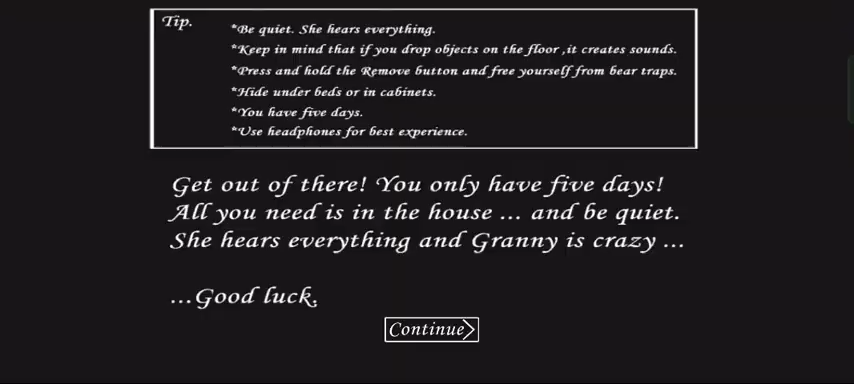 Tip.
*Be quiet. She hears everything.
*Keep in mind that if you drop objects on the floor ,it creates sounds.
*Press and hold the Remove button and free yourself from bear traps.
*Hide under beds or in cabinets.
*You have five days.
*Use headphones for best experience.
Get out of there! You only have five days!
All you need is in the house ... and be quiet.
She hears everything and Granny is crazy ...
...Good luck.
Continue>